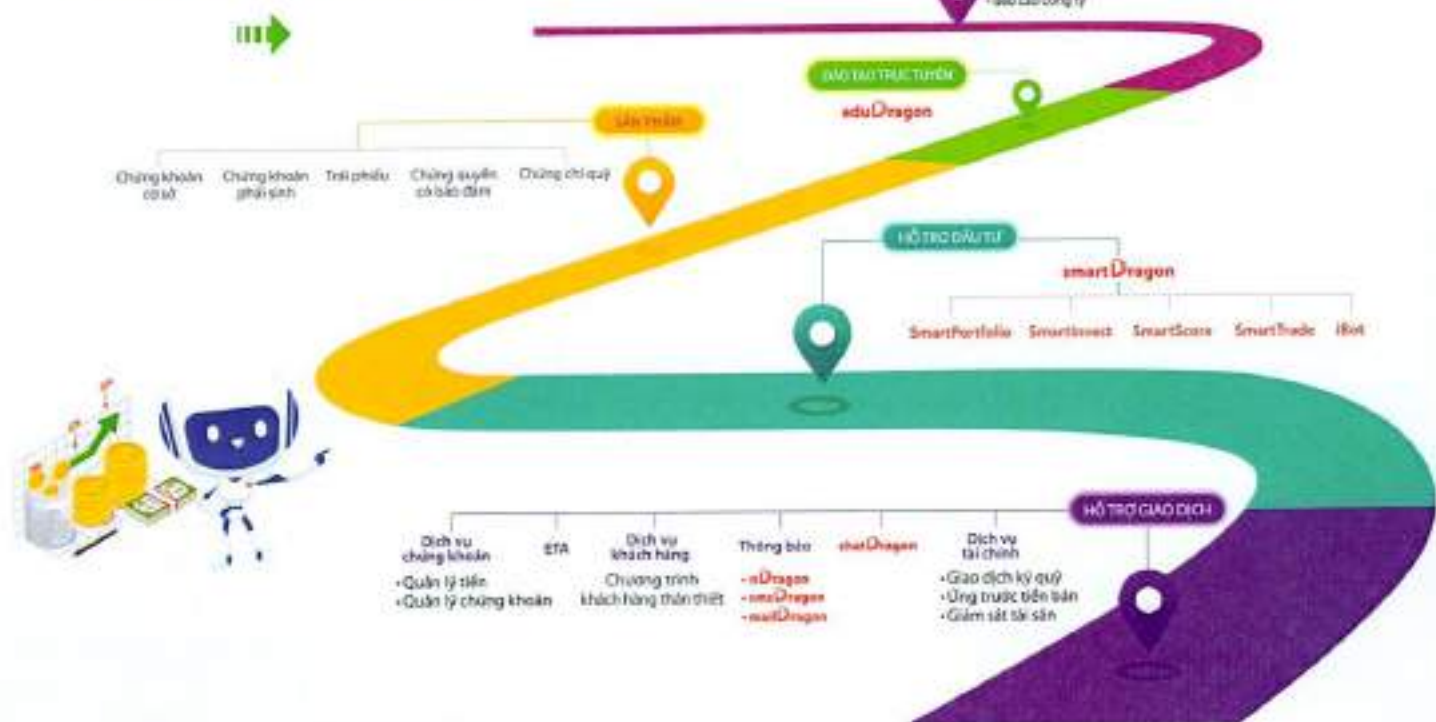 ĐÀO TẠO TRỰC TUYẾN
eduDragon
SẢN PHẨM
Chứng khoán
cơ sở
Chứng khoán
phái sinh
Trái phiếu
Chứng quyền
có bảo đảm
Chứng chỉ quỹ
HỖ TRỢ ĐẦU TƯ
smartDragon
SmartPortfolio
SmartInvest
SmartScore
SmartTrade
iBot
HỖ TRỢ GIAO DỊCH
Dịch vụ
chứng khoán
• Quản lý tiền
• Quản lý chứng khoán
ETA
Dịch vụ
khách hàng
Chương trình
khách hàng thân thiết
Thông báo
• nDragon
• smsDragon
• mailDragon
chatDragon
Dịch vụ
tài chính
• Giao dịch ký quỹ
• Ứng trước tiền bán
• Giám sát tài sản